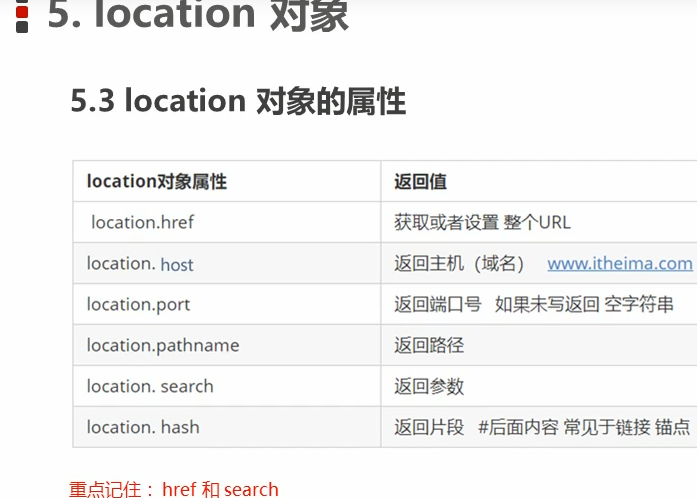 5. location 对象
5.3 location 对象的属性
location对象属性 返回值
location.href 获取或者设置 整个URL
location. host 返回主机（域名） www.itheima.com
location.port 返回端口号 如果未写返回 空字符串
location.pathname 返回路径
location. search 返回参数
location. hash 返回片段 #后面内容 常见于链接 锚点
重点记住： href 和 search